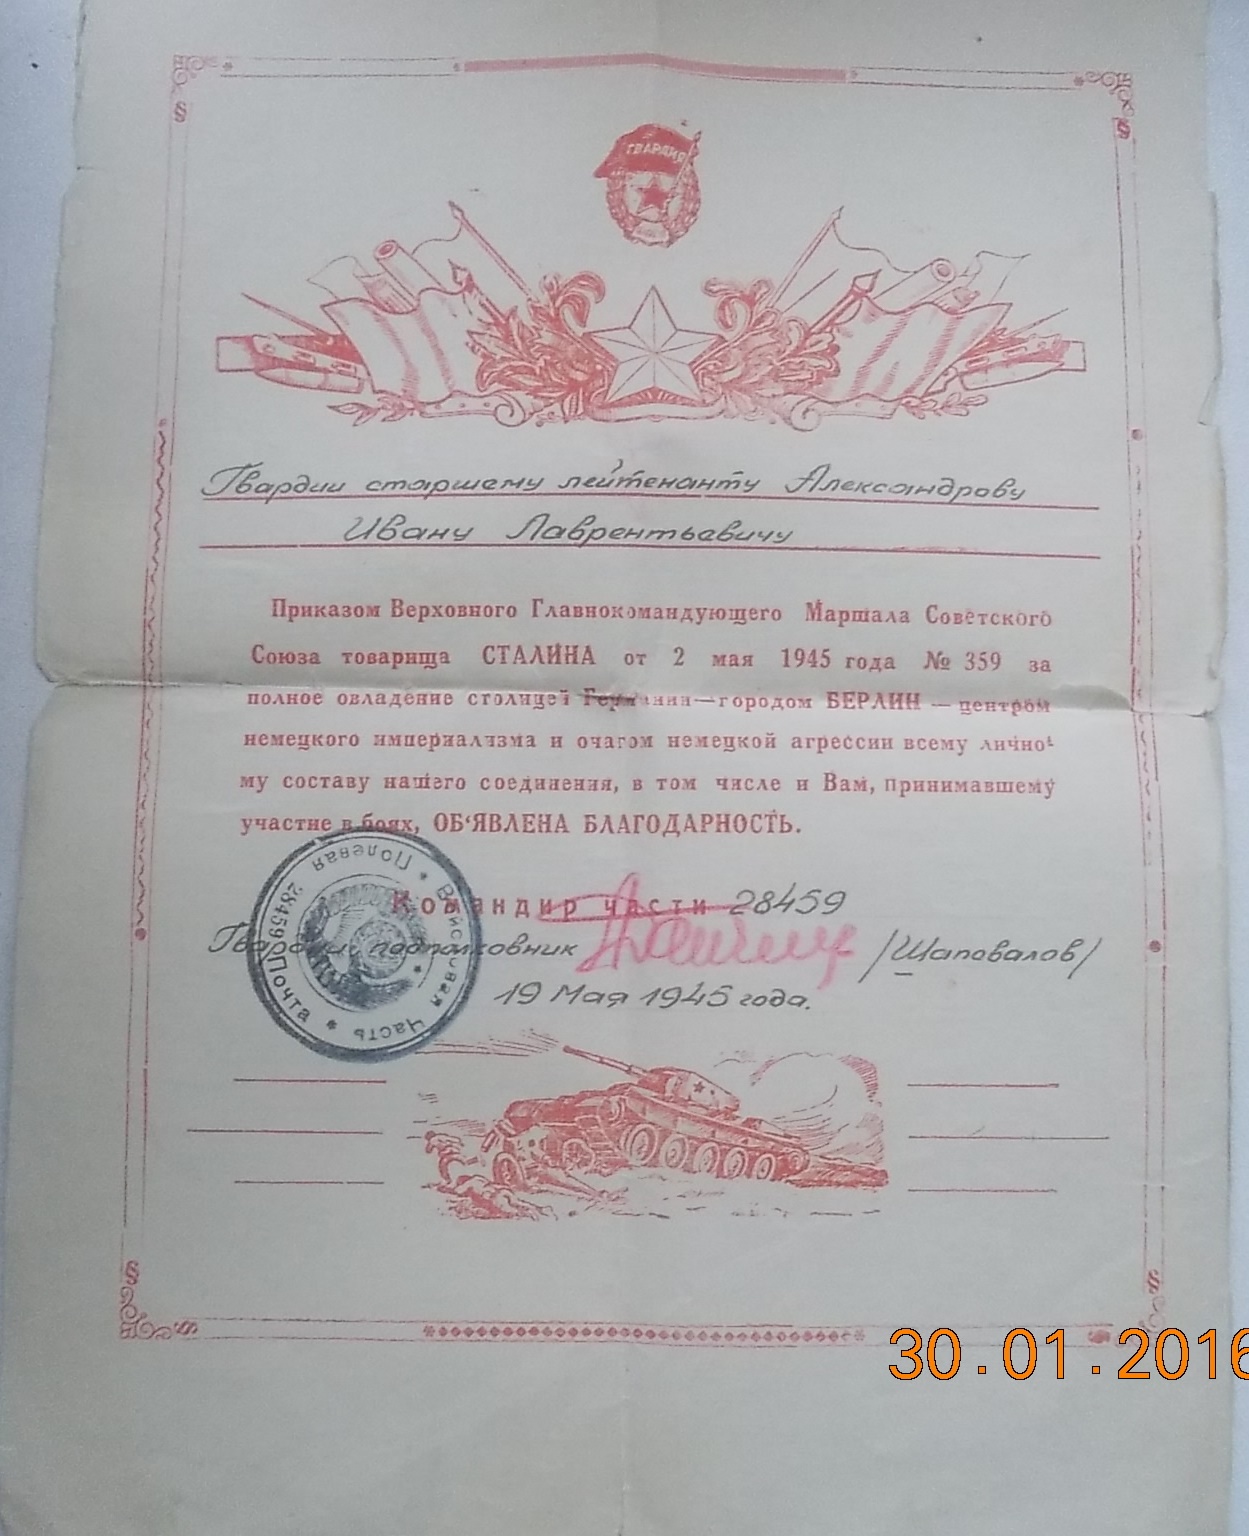 ГВАРДИЯ
Гвардии старшему лейтенанту Александрову
Ивану Лаврентьевичу
Приказом Верховного Главнокомандующего Маршала Советского
Союза товарища СТАЛИНА от 2 мая 1945 года № 359 за
полное овладение столицей Германии—городом БЕРЛИН — центром
немецкого империализма и очагом немецкой агрессии всему лично-
му составу нашего соединения, в том числе и Вам, принимавшему
участие в боях, ОБ‘ЯВЛЕНА БЛАГОДАРНОСТЬ.
Командир части 28459
Гвардии подполковник /Шаповалов/
19 Мая 1945 года.
Войсковая Часть * Полевая Почта 28459
30.01.2016